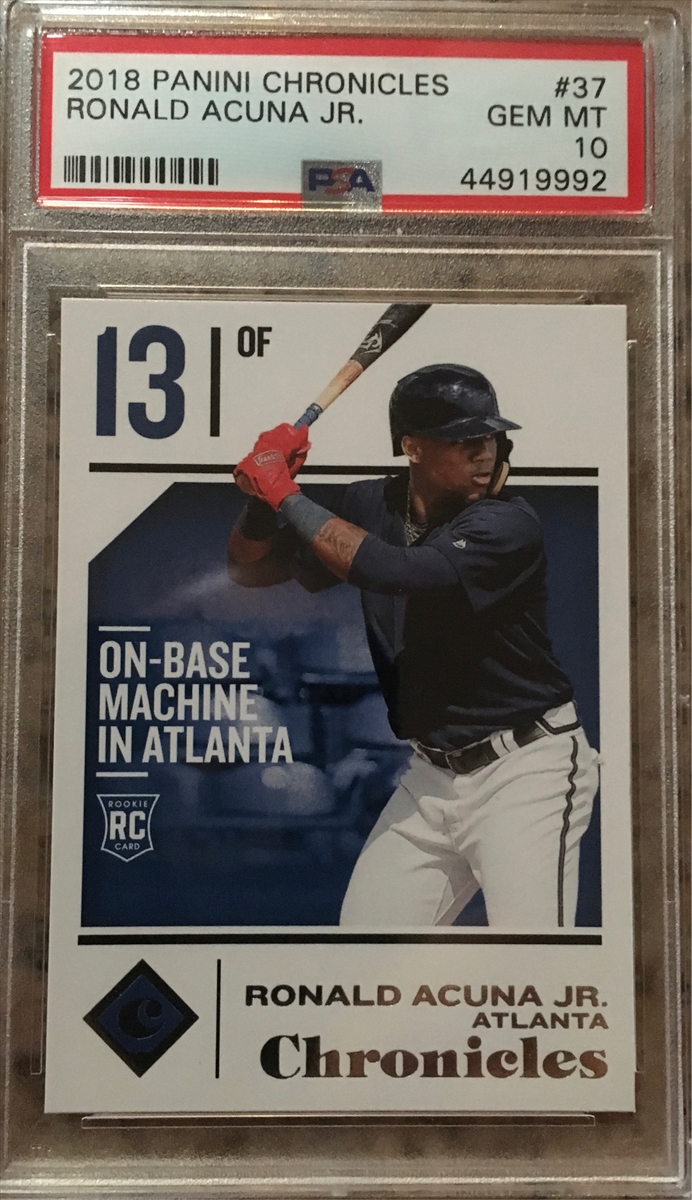 2018 PANINI CHRONICLES
#37
RONALD ACUNA JR.
GEM MT
10
PSA
44919992
13
OF
ON-BASE
MACHINE
IN ATLANTA
ROOKIE
RC
CARD
C
RONALD ACUNA JR.
ATLANTA
Chronicles